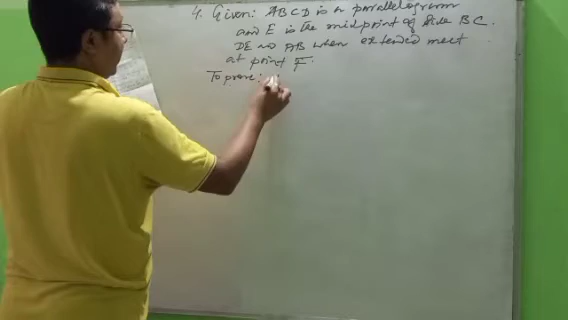 4. Given: ABCD is a parallelogram
and E is the midpoint of side BC.
DE and AB when extended meet
at point F.
To prove: